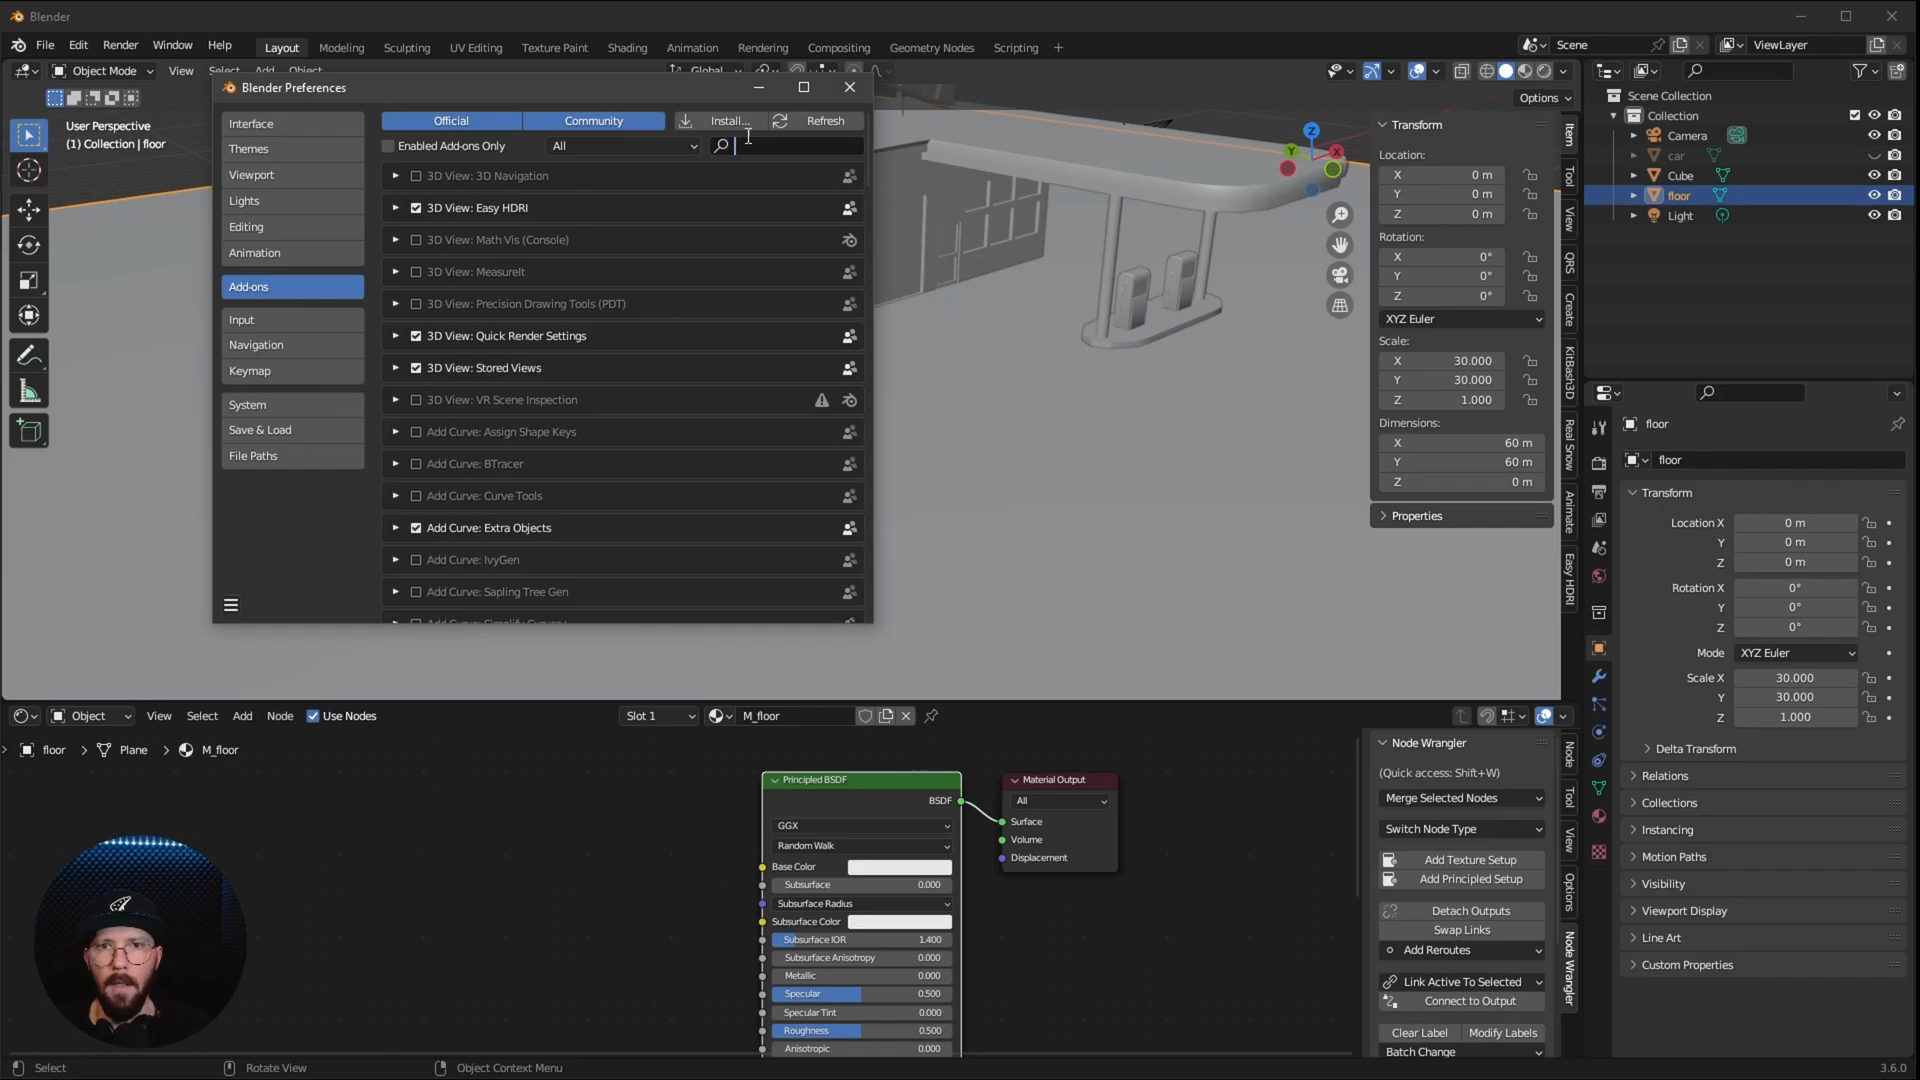 Blender
File Edit Render Window Help Layout Modeling Sculpting UV Editing Texture Paint Shading Animation Rendering Compositing Geometry Nodes Scripting Scene ViewLayer
Object Mode View Select Add Object Global
Options
User Perspective
(1) Collection | floor
Blender Preferences
Interface
Themes
Viewport
Lights
Editing
Animation
Add-ons
Input
Navigation
Keymap
System
Save & Load
File Paths
Official Community Install... Refresh
Enabled Add-ons Only All
3D View: 3D Navigation
3D View: Easy HDRI
3D View: Math Vis (Console)
3D View: MeasureIt
3D View: Precision Drawing Tools (PDT)
3D View: Quick Render Settings
3D View: Stored Views
3D View: VR Scene Inspection
Add Curve: Assign Shape Keys
Add Curve: BTracer
Add Curve: Curve Tools
Add Curve: Extra Objects
Add Curve: IvyGen
Add Curve: Sapling Tree Gen
Z
Y
X
Transform
Location:
X 0 m
Y 0 m
Z 0 m
Rotation:
X 0°
Y 0°
Z 0°
XYZ Euler
Scale:
X 30.000
Y 30.000
Z 1.000
Dimensions:
X 60 m
Y 60 m
Z 0 m
Properties
Item
Tool
View
QRS
Create
KitBash3D
Real Snow
Animate
Easy HDRI
Scene Collection
Collection
Camera
car
Cube
floor
Light
floor
floor
Transform
Location X 0 m
Y 0 m
Z 0 m
Rotation X 0°
Y 0°
Z 0°
Mode XYZ Euler
Scale X 30.000
Y 30.000
Z 1.000
Delta Transform
Relations
Collections
Instancing
Motion Paths
Visibility
Viewport Display
Line Art
Custom Properties
Object View Select Add Node Use Nodes Slot 1 M_floor
floor Plane M_floor
Principled BSDF
BSDF
GGX
Random Walk
Base Color
Subsurface 0.000
Subsurface Radius
Subsurface Color
Subsurface IOR 1.400
Subsurface Anisotropy 0.000
Metallic 0.000
Specular 0.500
Specular Tint 0.000
Roughness 0.500
Anisotropic 0.000
Material Output
All
Surface
Volume
Displacement
Node Wrangler
(Quick access: Shift+W)
Merge Selected Nodes
Switch Node Type
Add Texture Setup
Add Principled Setup
Detach Outputs
Swap Links
Add Reroutes
Link Active To Selected
Connect to Output
Clear Label Modify Labels
Batch Change
Node
Tool
View
Options
Node Wrangler
Select Rotate View Object Context Menu 3.6.0